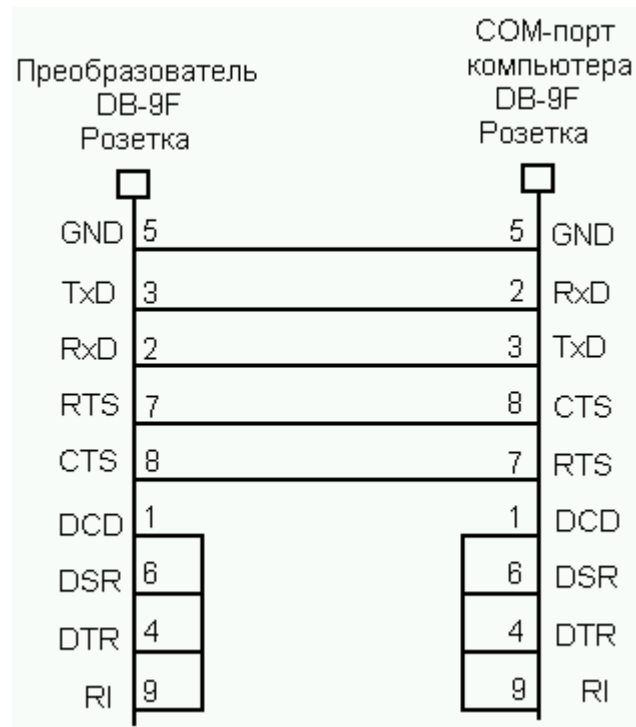 Преобразователь
DB-9F
Розетка
COM-порт
компьютера
DB-9F
Розетка
GND 5 5 GND
TxD 3 2 RxD
RxD 2 3 TxD
RTS 7 8 CTS
CTS 8 7 RTS
DCD 1 1 DCD
DSR 6 6 DSR
DTR 4 4 DTR
RI 9 9 RI